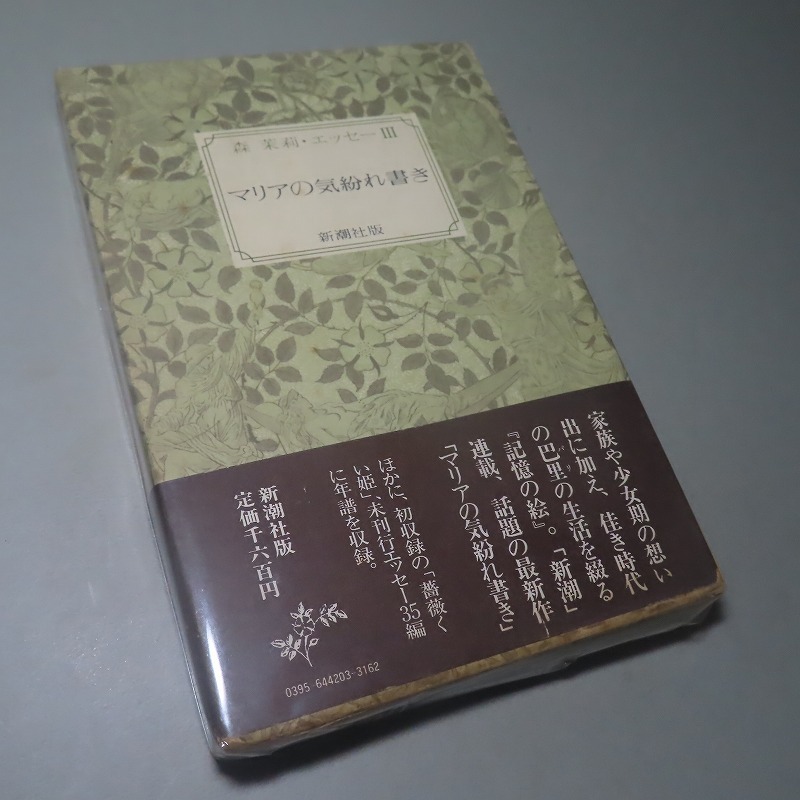 森 茉莉・エッセーIII
マリアの気紛れ書き
新潮社版
家族や少女期の想い
出に加え、佳き時代
の巴里の生活を綴る
パリ
『記憶の絵』。「新潮」
連載、話題の最新作
「マリアの気紛れ書き」
ほかに、初収録の「薔薇く
い姫」、未刊行エッセー35編
に年譜を収録。
新潮社版
定価千六百円
0395-644203-3162